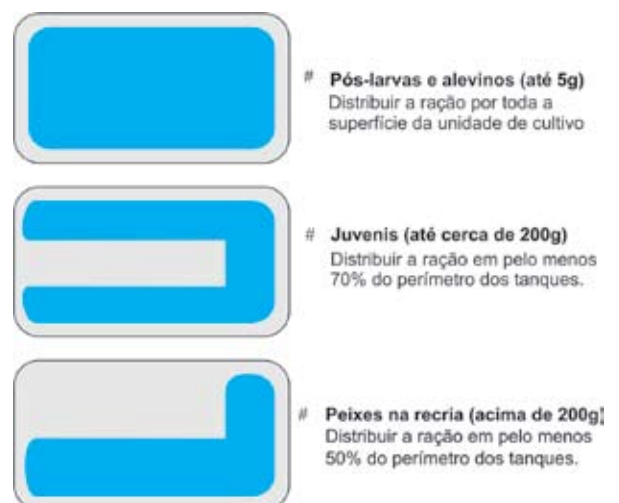 # Pós-larvas e alevinos (até 5g)
Distribuir a ração por toda a
superfície da unidade de cultivo
# Juvenis (até cerca de 200g)
Distribuir a ração em pelo menos
70% do perímetro dos tanques.
# Peixes na recria (acima de 200g)
Distribuir a ração em pelo menos
50% do perímetro dos tanques.